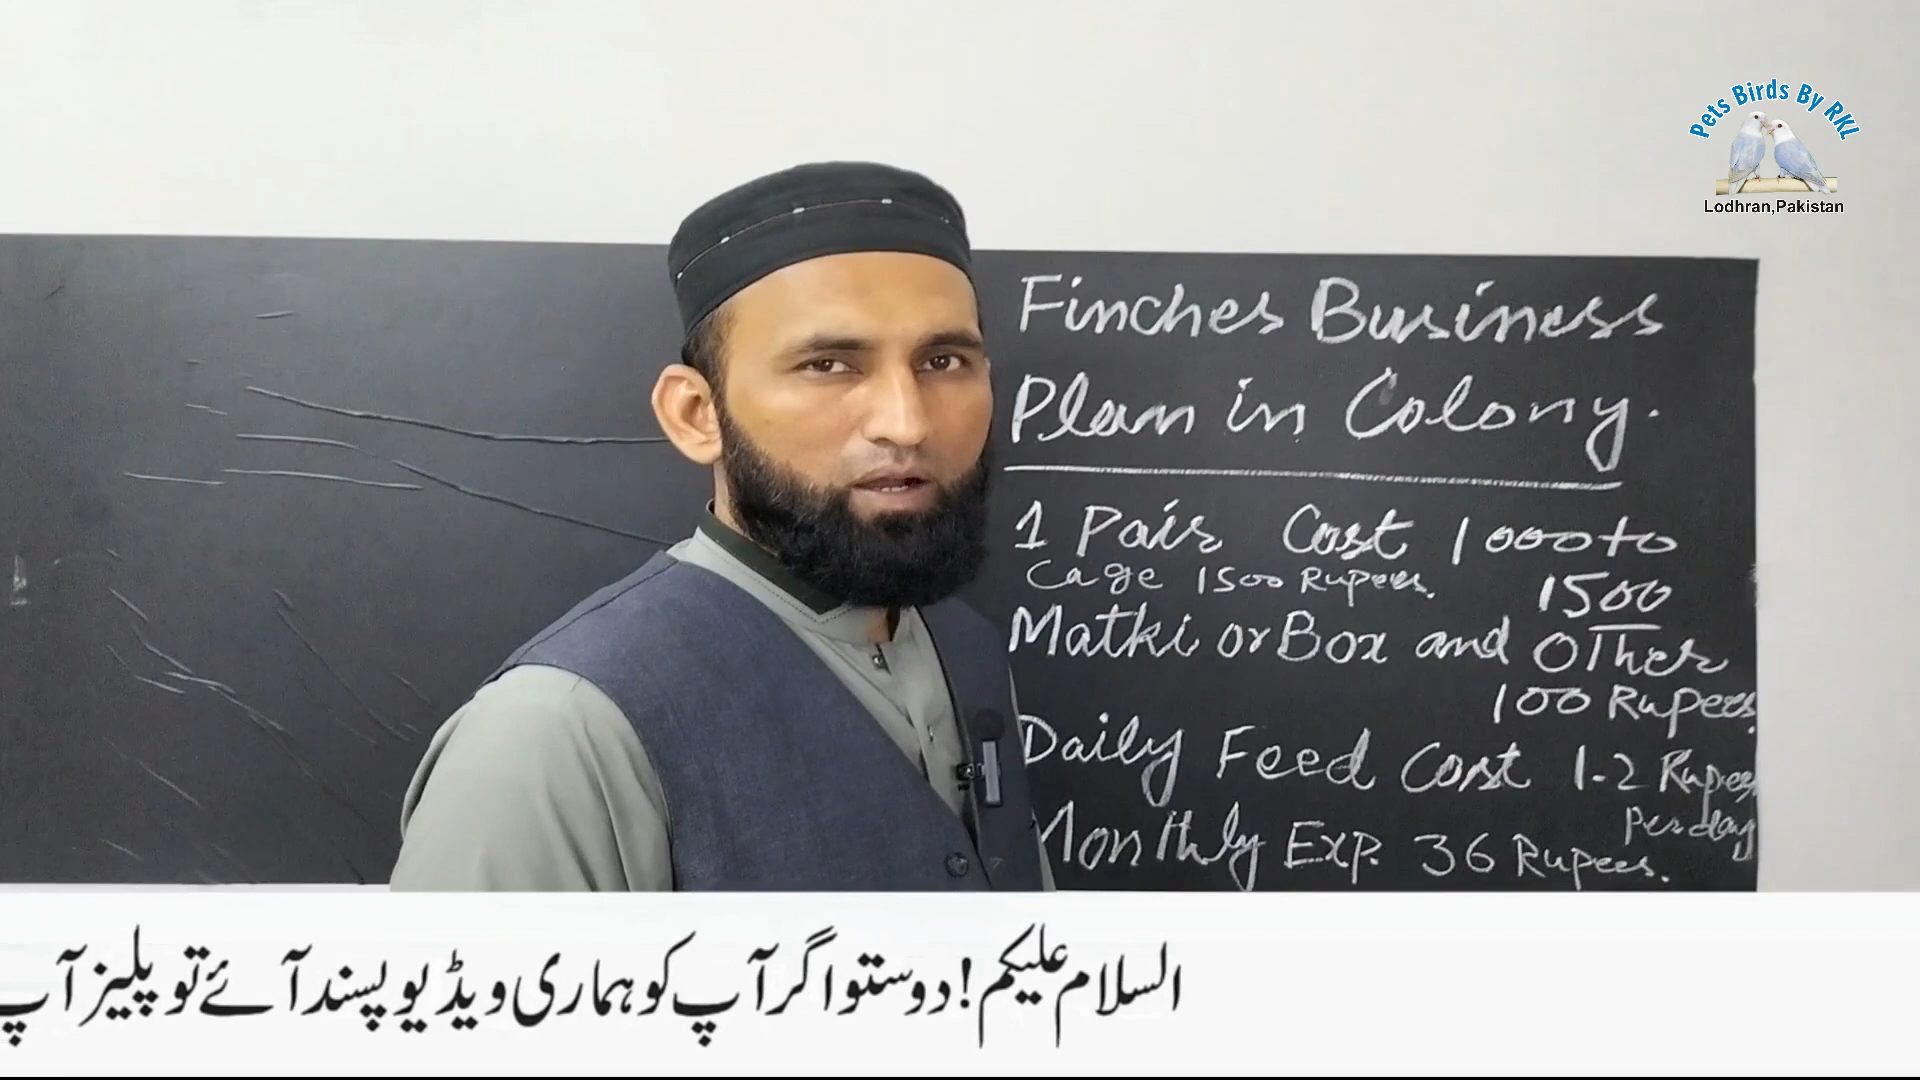 Pets Birds By RKL
Lodhran,Pakistan
Finches Business
Plan in Colony.
1 Pair Cost 1000 to
1500
Cage 1500 Rupees.
Matki or Box and Other
100 Rupees.
Daily Feed Cost 1-2 Rupees
Per day
Monthly Exp. 36 Rupees.
السلام علیکم! دوستو اگر آپ کو ہماری ویڈیو پسند آئے تو پلیز آپ